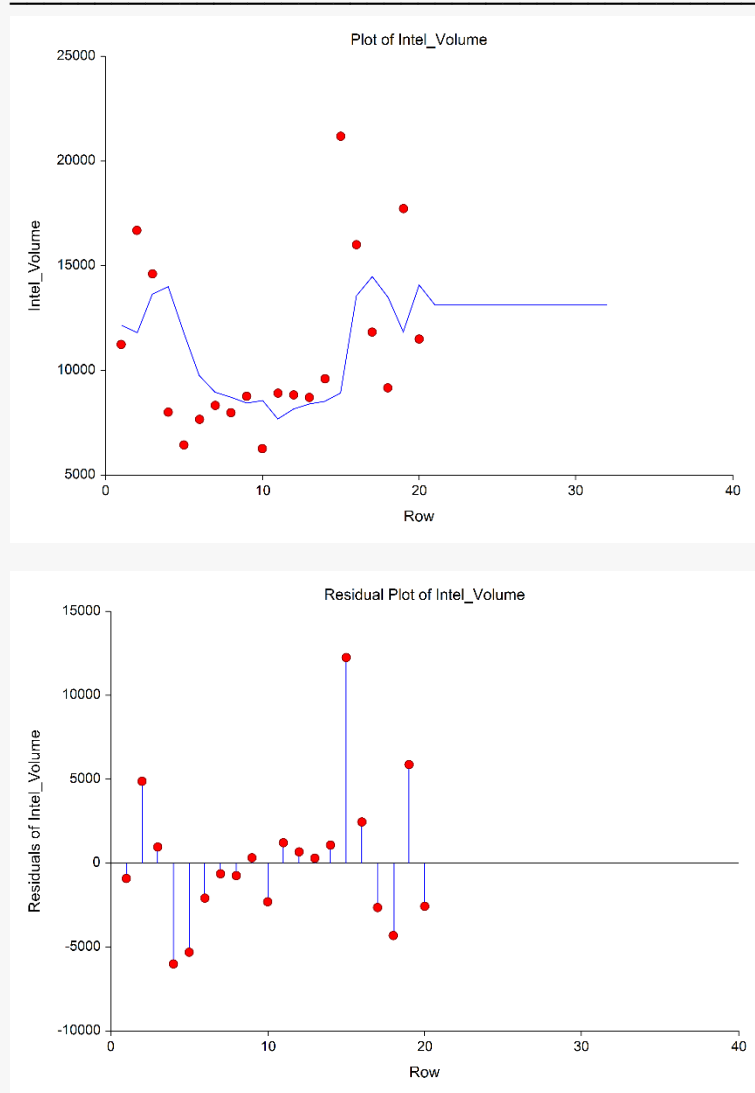 Plot of Intel_Volume
25000
20000
15000
10000
5000
Intel_Volume
0 10 20 30 40
Row
Residual Plot of Intel_Volume
15000
10000
5000
0
-5000
-10000
Residuals of Intel_Volume
0 10 20 30 40
Row